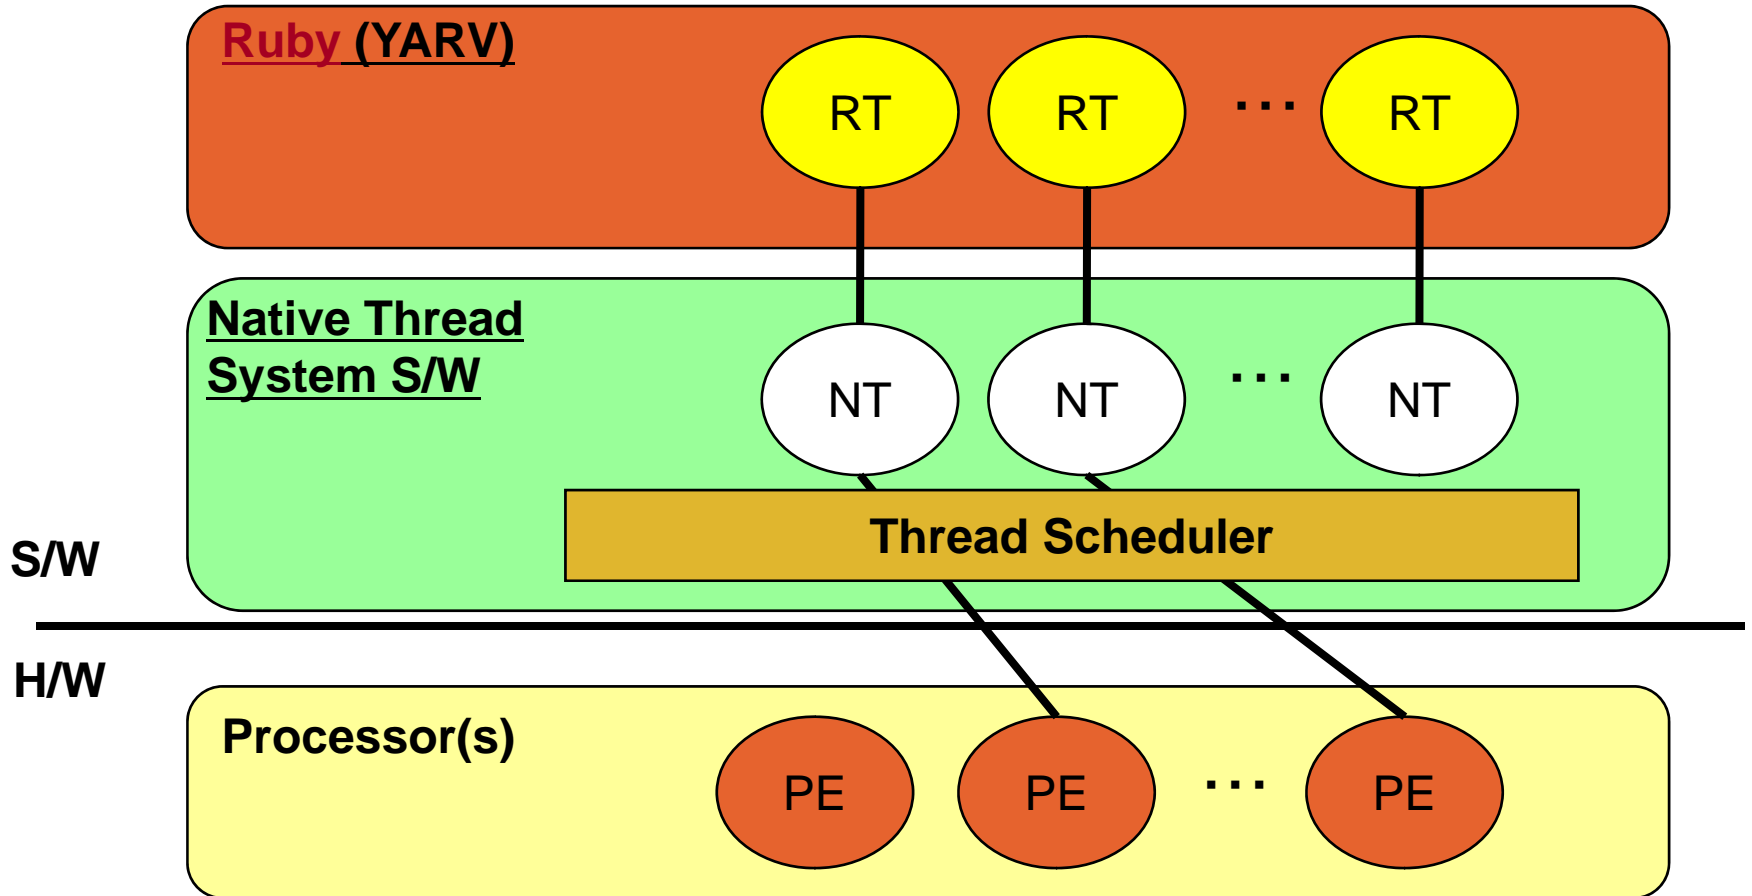 Ruby (YARV)
RT RT ... RT
Native Thread
System S/W
NT NT ... NT
Thread Scheduler
S/W
H/W
Processor(s)
PE PE ... PE